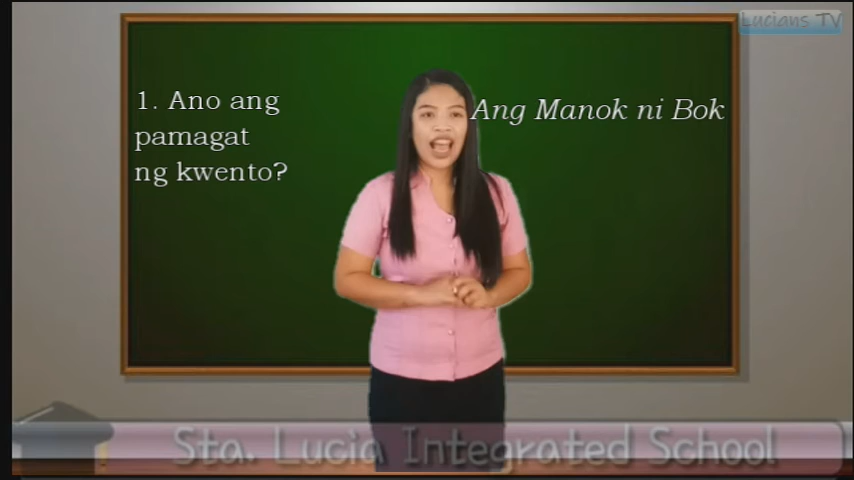 Lucians TV
1. Ano ang
pamagat
ng kwento?
Ang Manok ni Bok
Sta. Lucia Integrated School